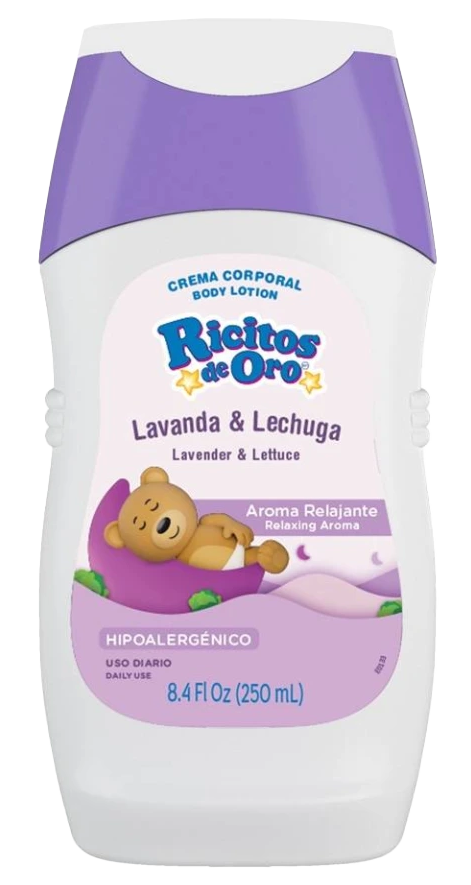 CREMA CORPORAL
BODY LOTION
Ricitos
de Oro
Lavanda & Lechuga
Lavender & Lettuce
Aroma Relajante
Relaxing Aroma
HIPOALERGÉNICO
USO DIARIO
DAILY USE
8.4 Fl Oz (250 mL)